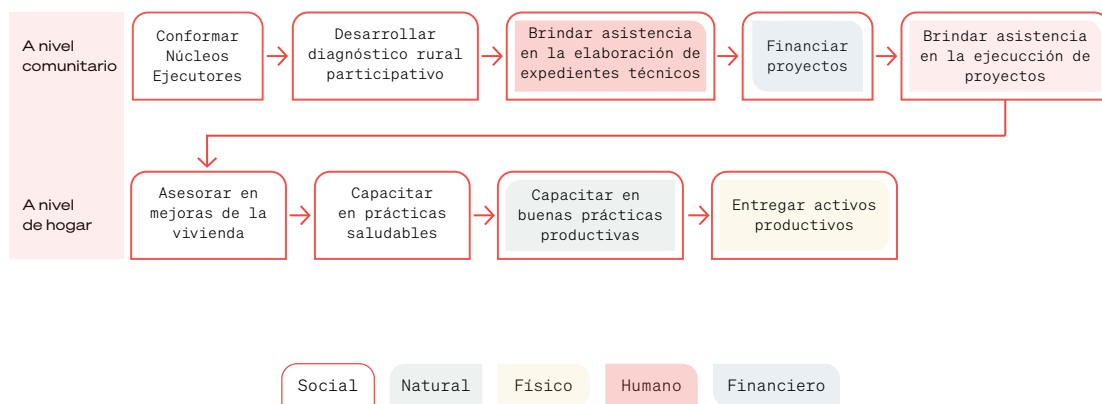 A nivel
comunitario
Conformar
Núcleos
Ejecutores
Desarrollar
diagnóstico rural
participativo
Brindar asistencia
en la elaboración de
expedientes técnicos
Financiar
proyectos
Brindar asistencia
en la ejecucción de
proyectos
A nivel
de hogar
Asesorar en
mejoras de la
vivienda
Capacitar
en prácticas
saludables
Capacitar en
buenas prácticas
productivas
Entregar activos
productivos
Social
Natural
Físico
Humano
Financiero